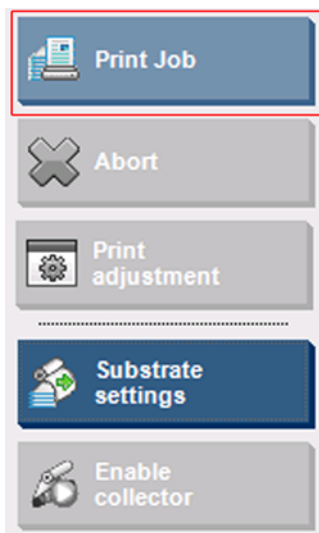 Print Job
Abort
Print
adjustment
Substrate
settings
Enable
collector